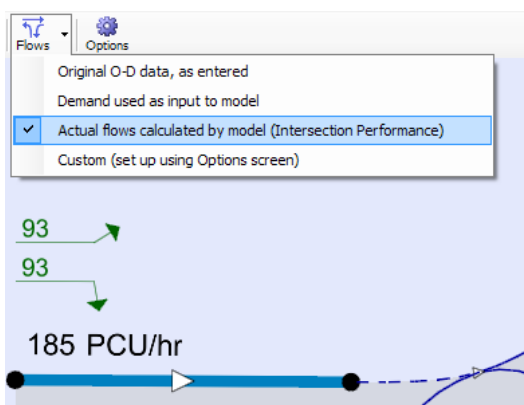 Flows
Options
Original O-D data, as entered
Demand used as input to model
Actual flows calculated by model (Intersection Performance)
Custom (set up using Options screen)
93
93
185 PCU/hr